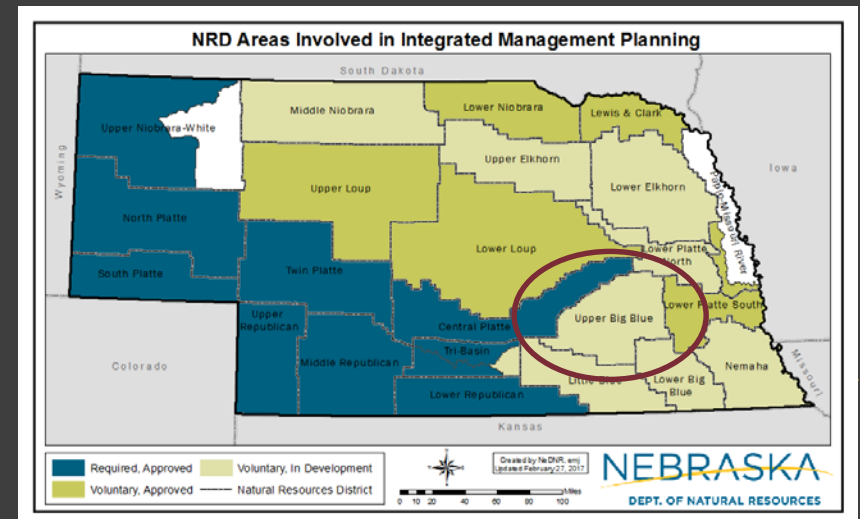 NRD Areas Involved in Integrated Management Planning
South Dakota
Wyoming
Iowa
Colorado
Kansas
Missouri
Upper Niobrara-White
Middle Niobrara
Lower Niobrara
Lewis & Clark
Upper Elkhorn
Lower Elkhorn
Papio-Missouri River
Upper Loup
North Platte
Lower Loup
Lower Platte
North
South Platte
Twin Platte
Lower Platte South
Upper
Republican
Central Platte
Upper Big Blue
Tri-Basin
Middle Republican
Nemaha
Little Blue
Lower Big
Blue
Lower Republican
Required, Approved
Voluntary, In Development
Voluntary, Approved
Natural Resources District
Created by NeDNR, emj
Updated February 27, 2017
Miles
0 10 20 40 60 80 100
NEBRASKA
DEPT. OF NATURAL RESOURCES